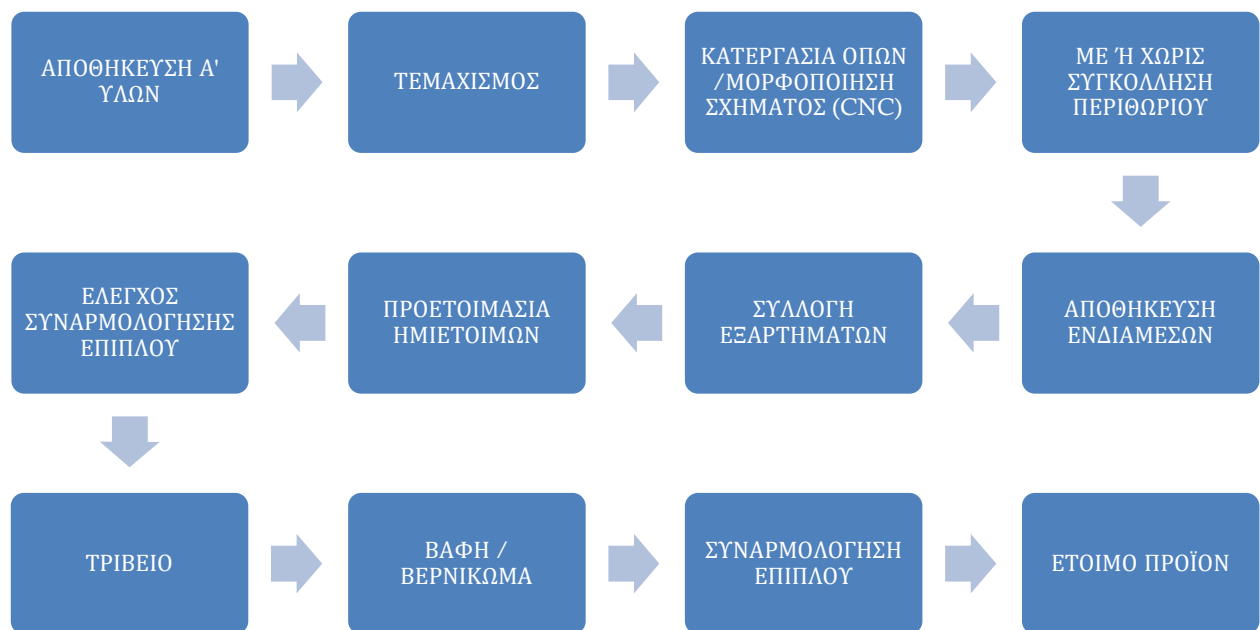 ΑΠΟΘΗΚΕΥΣΗ Α'
ΥΛΩΝ
ΤΕΜΑΧΙΣΜΟΣ
ΚΑΤΕΡΓΑΣΙΑ ΟΠΩΝ
/ΜΟΡΦΟΠΟΙΗΣΗ
ΣΧΗΜΑΤΟΣ (CNC)
ΜΕ Ή ΧΩΡΙΣ
ΣΥΓΚΟΛΛΗΣΗ
ΠΕΡΙΘΩΡΙΟΥ
ΑΠΟΘΗΚΕΥΣΗ
ΕΝΔΙΑΜΕΣΩΝ
ΣΥΛΛΟΓΗ
ΕΞΑΡΤΗΜΑΤΩΝ
ΠΡΟΕΤΟΙΜΑΣΙΑ
ΗΜΙΕΤΟΙΜΩΝ
ΕΛΕΓΧΟΣ
ΣΥΝΑΡΜΟΛΟΓΗΣΗΣ
ΕΠΙΠΛΟΥ
ΤΡΙΒΕΙΟ
ΒΑΦΗ /
ΒΕΡΝΙΚΩΜΑ
ΣΥΝΑΡΜΟΛΟΓΗΣΗ
ΕΠΙΠΛΟΥ
ΕΤΟΙΜΟ ΠΡΟΪΟΝ